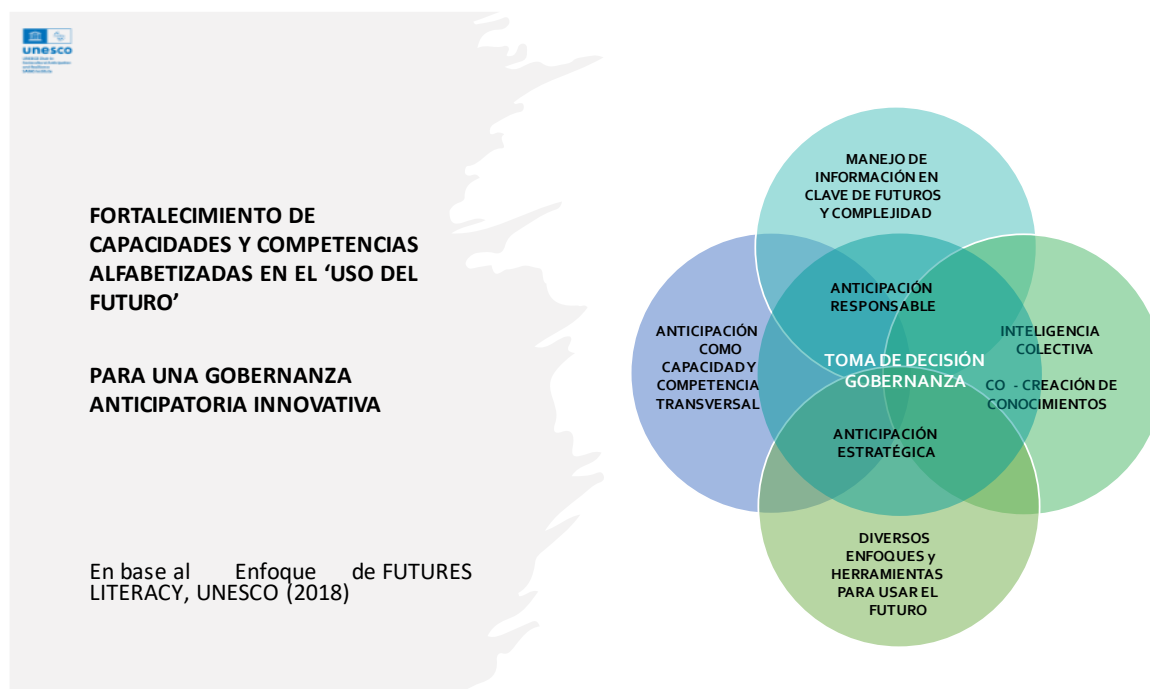 unesco
FORTALECIMIENTO DE
CAPACIDADES Y COMPETENCIAS
ALFABETIZADAS EN EL ‘USO DEL
FUTURO’
PARA UNA GOBERNANZA
ANTICIPATORIA INNOVATIVA
En base al Enfoque de FUTURES
LITERACY, UNESCO (2018)
MANEJO DE
INFORMACIÓN EN
CLAVE DE FUTUROS
Y COMPLEJIDAD
ANTICIPACIÓN
RESPONSABLE
ANTICIPACIÓN
COMO
CAPACIDAD Y
COMPETENCIA
TRANSVERSAL
TOMA DE DECISIÓN
GOBERNANZA
INTELIGENCIA
COLECTIVA
CO - CREACIÓN DE
CONOCIMIENTOS
ANTICIPACIÓN
ESTRATÉGICA
DIVERSOS
ENFOQUES y
HERRAMIENTAS
PARA USAR EL
FUTURO